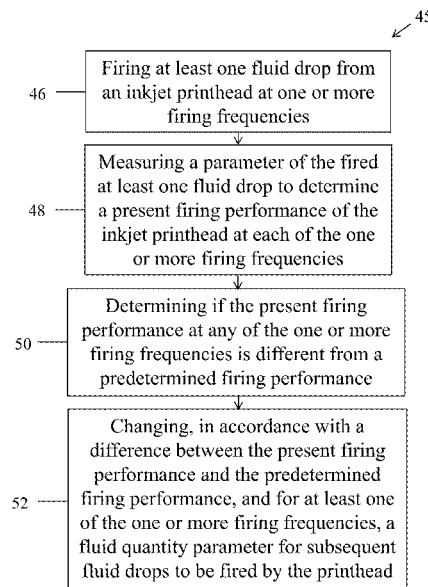 45
Firing at least one fluid drop from
an inkjet printhead at one or more
firing frequencies
46
Measuring a parameter of the fired
at least one fluid drop to determine
a present firing performance of the
inkjet printhead at each of the one
or more firing frequencies
48
Determining if the present firing
performance at any of the one or more
firing frequencies is different from a
predetermined firing performance
50
Changing, in accordance with a
difference between the present firing
performance and the predetermined
firing performance, and for at least one
of the one or more firing frequencies, a
fluid quantity parameter for subsequent
fluid drops to be fired by the printhead
52